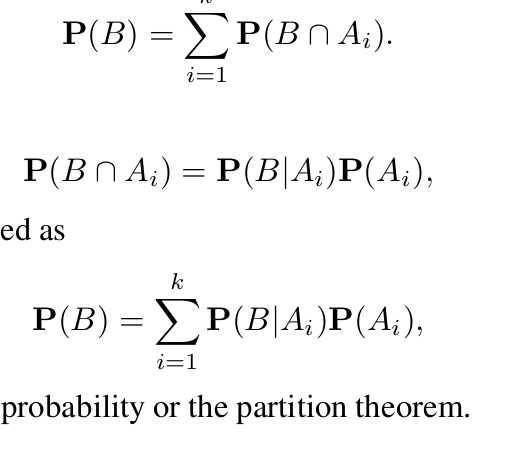 P(B) = ∑_{i=1} P(B ∩ A_i).
P(B ∩ A_i) = P(B|A_i)P(A_i),
ed as
P(B) = ∑_{i=1}^{k} P(B|A_i)P(A_i),
probability or the partition theorem.